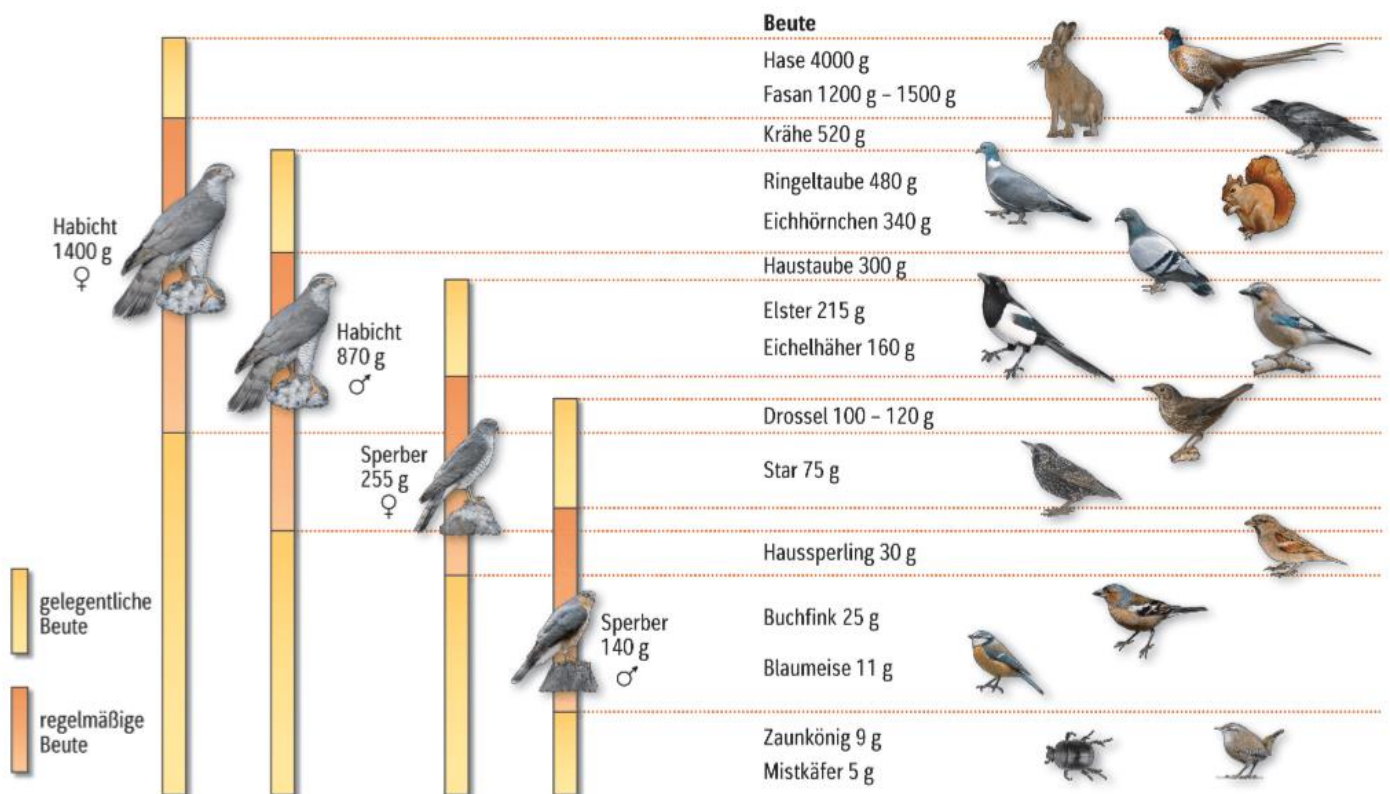 Beute
Hase 4000 g
Fasan 1200 g – 1500 g
Krähe 520 g
Ringeltaube 480 g
Eichhörnchen 340 g
Haustaube 300 g
Elster 215 g
Eichelhäher 160 g
Drossel 100 – 120 g
Star 75 g
Haussperling 30 g
Buchfink 25 g
Blaumeise 11 g
Zaunkönig 9 g
Mistkäfer 5 g
Habicht
1400 g
♀
Habicht
870 g
♂
Sperber
255 g
♀
Sperber
140 g
♂
gelegentliche
Beute
regelmäßige
Beute